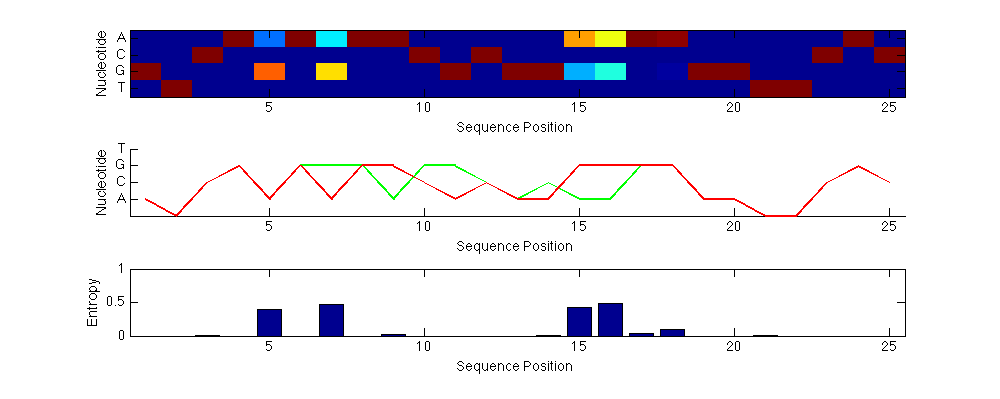 Nucleotide
A
C
G
T
5 10 15 20 25
Sequence Position
Nucleotide
T
G
C
A
5 10 15 20 25
Sequence Position
Entropy
1
0.5
0
5 10 15 20 25
Sequence Position